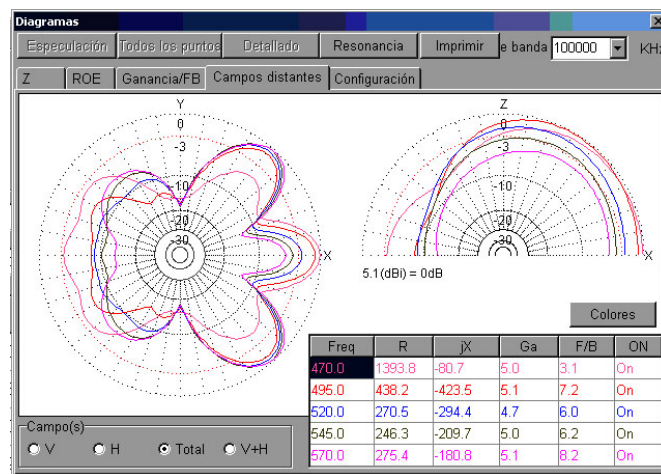 Diagramas
Especulación Todos los puntos Detallado Resonancia Imprimir e banda 100000 KHz
Z ROE Ganancia/FB Campos distantes Configuración
Y
0
-3
-10
-20
-30
X
Z
0
-3
-10
-20
-30
X
5.1(dBi) = 0dB
Colores
Freq R jX Ga F/B ON
470.0 1393.8 -80.7 5.0 3.1 On
495.0 438.2 -423.5 5.1 7.2 On
520.0 270.5 -294.4 4.7 6.0 On
545.0 246.3 -209.7 5.0 6.2 On
570.0 275.4 -180.8 5.1 8.2 On
Campo(s)
V H Total V+H